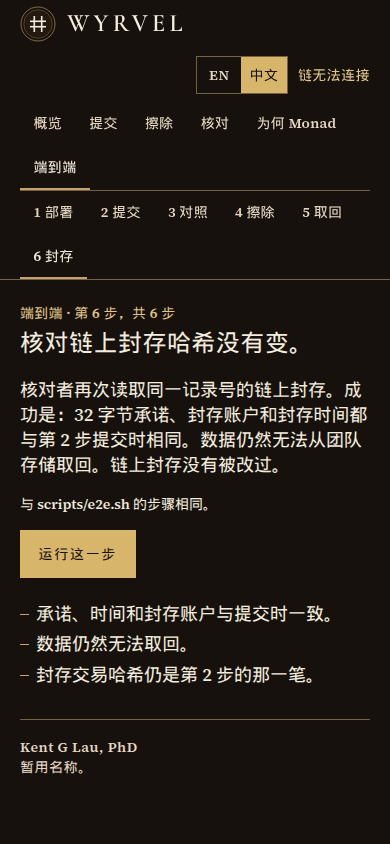 WYRVEL
EN 中文 链无法连接
概览 提交 擦除 核对 为何 Monad
端到端
1 部署 2 提交 3 对照 4 擦除 5 取回
6 封存
端到端 · 第 6 步，共 6 步
核对链上封存哈希没有变。
核对者再次读取同一记录号的链上封存。成
功是：32 字节承诺、封存账户和封存时间都
与第 2 步提交时相同。数据仍然无法从团队
存储取回。链上封存没有被改过。
与 scripts/e2e.sh 的步骤相同。
运行这一步
– 承诺、时间和封存账户与提交时一致。
– 数据仍然无法取回。
– 封存交易哈希仍是第 2 步的那一笔。
Kent G Lau, PhD
暂用名称。